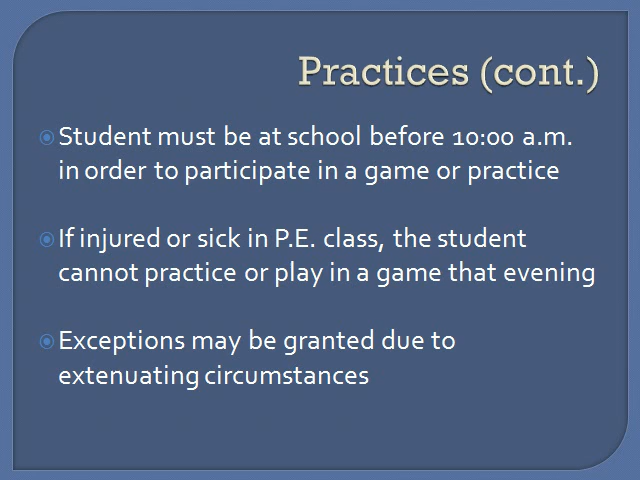 Practices (cont.)
Student must be at school before 10:00 a.m.
in order to participate in a game or practice
If injured or sick in P.E. class, the student
cannot practice or play in a game that evening
Exceptions may be granted due to
extenuating circumstances